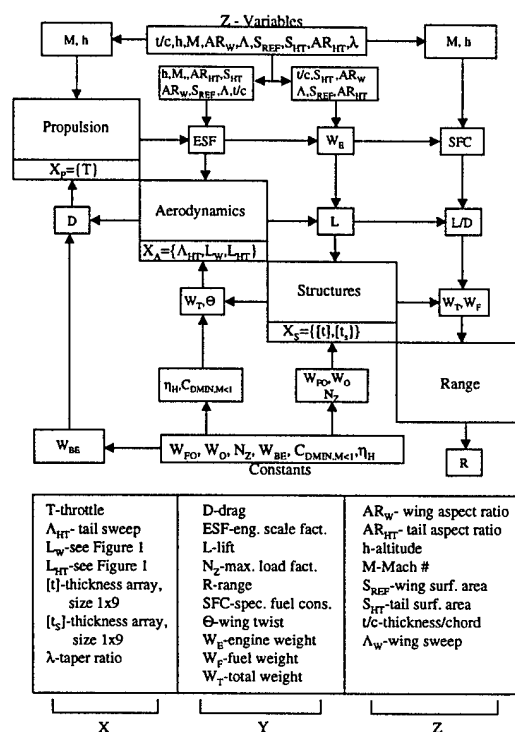 Z - Variables
M, h
t/c,h,M,AR_W,Λ,S_REF,S_HT,AR_HT,λ
M, h
h,M,,AR_HT,S_HT
AR_W,S_REF,Λ,t/c
t/c,S_HT,AR_W
Λ,S_REF,AR_HT
Propulsion
X_P={T}
ESF
W_E
SFC
D
Aerodynamics
X_A={Λ_HT,L_W,L_HT}
L
L/D
W_T,Θ
Structures
X_S={[t],[t_s]}
W_T,W_F
η_H,C_DMIN,M<1
W_FO,W_O
N_Z
Range
W_BE
W_FO, W_O, N_Z, W_BE, C_DMIN,M<1,η_H
Constants
R
T-throttle
Λ_HT- tail sweep
L_W-see Figure 1
L_HT-see Figure 1
[t]-thickness array,
size 1x9
[t_S]-thickness array,
size 1x9
λ-taper ratio
D-drag
ESF-eng. scale fact.
L-lift
N_Z-max. load fact.
R-range
SFC-spec. fuel cons.
Θ-wing twist
W_E-engine weight
W_F-fuel weight
W_T-total weight
AR_W- wing aspect ratio
AR_HT- tail aspect ratio
h-altitude
M-Mach #
S_REF-wing surf. area
S_HT-tail surf. area
t/c-thickness/chord
Λ_W-wing sweep
X
Y
Z